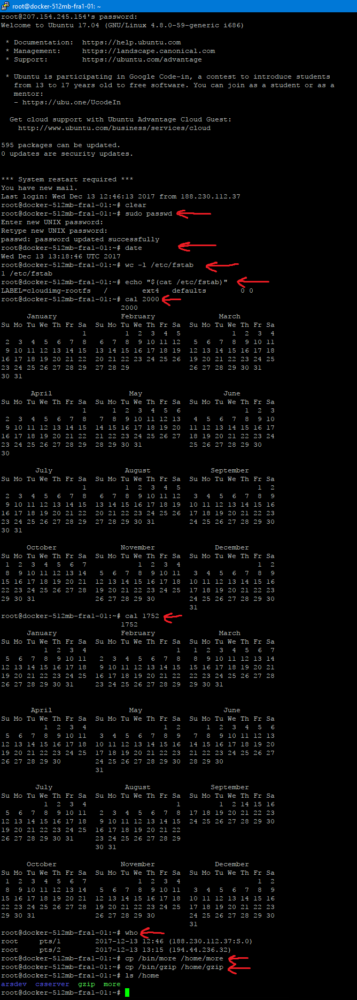 root@docker-512mb-fra1-01: ~
root@207.154.245.154's password:
Welcome to Ubuntu 17.04 (GNU/Linux 4.8.0-59-generic i686)

 * Documentation:  https://help.ubuntu.com
 * Management:     https://landscape.canonical.com
 * Support:        https://ubuntu.com/advantage

 * Ubuntu is participating in Google Code-in, a contest to introduce students
   from 13 to 17 years old to free software. You can join as a student or as a
   mentor:
   - https://ubu.one/UcodeIn

  Get cloud support with Ubuntu Advantage Cloud Guest:
    http://www.ubuntu.com/business/services/cloud

595 packages can be updated.
0 updates are security updates.


*** System restart required ***
You have new mail.
Last login: Wed Dec 13 12:46:13 2017 from 188.230.112.37
root@docker-512mb-fra1-01:~# clear
root@docker-512mb-fra1-01:~# sudo passwd
Enter new UNIX password:
Retype new UNIX password:
passwd: password updated successfully
root@docker-512mb-fra1-01:~# date
Wed Dec 13 13:18:46 UTC 2017
root@docker-512mb-fra1-01:~# wc -l /etc/fstab
1 /etc/fstab
root@docker-512mb-fra1-01:~# echo "$(cat /etc/fstab)"
LABEL=cloudimg-rootfs   /        ext4   defaults        0 0
root@docker-512mb-fra1-01:~# cal 2000
                            2000
      January               February               March
Su Mo Tu We Th Fr Sa  Su Mo Tu We Th Fr Sa  Su Mo Tu We Th Fr Sa
                   1         1  2  3  4  5            1  2  3  4
 2  3  4  5  6  7  8   6  7  8  9 10 11 12   5  6  7  8  9 10 11
 9 10 11 12 13 14 15  13 14 15 16 17 18 19  12 13 14 15 16 17 18
16 17 18 19 20 21 22  20 21 22 23 24 25 26  19 20 21 22 23 24 25
23 24 25 26 27 28 29  27 28 29              26 27 28 29 30 31
30 31

       April                  May                   June
Su Mo Tu We Th Fr Sa  Su Mo Tu We Th Fr Sa  Su Mo Tu We Th Fr Sa
                   1      1  2  3  4  5  6               1  2  3
 2  3  4  5  6  7  8   7  8  9 10 11 12 13   4  5  6  7  8  9 10
 9 10 11 12 13 14 15  14 15 16 17 18 19 20  11 12 13 14 15 16 17
16 17 18 19 20 21 22  21 22 23 24 25 26 27  18 19 20 21 22 23 24
23 24 25 26 27 28 29  28 29 30 31           25 26 27 28 29 30
30

        July                 August              September
Su Mo Tu We Th Fr Sa  Su Mo Tu We Th Fr Sa  Su Mo Tu We Th Fr Sa
                   1         1  2  3  4  5                  1  2
 2  3  4  5  6  7  8   6  7  8  9 10 11 12   3  4  5  6  7  8  9
 9 10 11 12 13 14 15  13 14 15 16 17 18 19  10 11 12 13 14 15 16
16 17 18 19 20 21 22  20 21 22 23 24 25 26  17 18 19 20 21 22 23
23 24 25 26 27 28 29  27 28 29 30 31        24 25 26 27 28 29 30
30 31

      October               November              December
Su Mo Tu We Th Fr Sa  Su Mo Tu We Th Fr Sa  Su Mo Tu We Th Fr Sa
 1  2  3  4  5  6  7            1  2  3  4                  1  2
 8  9 10 11 12 13 14   5  6  7  8  9 10 11   3  4  5  6  7  8  9
15 16 17 18 19 20 21  12 13 14 15 16 17 18  10 11 12 13 14 15 16
22 23 24 25 26 27 28  19 20 21 22 23 24 25  17 18 19 20 21 22 23
29 30 31              26 27 28 29 30        24 25 26 27 28 29 30
                                            31
root@docker-512mb-fra1-01:~# cal 1752
                            1752
      January               February               March
Su Mo Tu We Th Fr Sa  Su Mo Tu We Th Fr Sa  Su Mo Tu We Th Fr Sa
          1  2  3  4                     1   1  2  3  4  5  6  7
 5  6  7  8  9 10 11   2  3  4  5  6  7  8   8  9 10 11 12 13 14
12 13 14 15 16 17 18   9 10 11 12 13 14 15  15 16 17 18 19 20 21
19 20 21 22 23 24 25  16 17 18 19 20 21 22  22 23 24 25 26 27 28
26 27 28 29 30 31     23 24 25 26 27 28 29  29 30 31


       April                  May                   June
Su Mo Tu We Th Fr Sa  Su Mo Tu We Th Fr Sa  Su Mo Tu We Th Fr Sa
          1  2  3  4                  1  2      1  2  3  4  5  6
 5  6  7  8  9 10 11   3  4  5  6  7  8  9   7  8  9 10 11 12 13
12 13 14 15 16 17 18  10 11 12 13 14 15 16  14 15 16 17 18 19 20
19 20 21 22 23 24 25  17 18 19 20 21 22 23  21 22 23 24 25 26 27
26 27 28 29 30        24 25 26 27 28 29 30  28 29 30
                      31

        July                 August              September
Su Mo Tu We Th Fr Sa  Su Mo Tu We Th Fr Sa  Su Mo Tu We Th Fr Sa
          1  2  3  4                     1         1  2 14 15 16
 5  6  7  8  9 10 11   2  3  4  5  6  7  8  17 18 19 20 21 22 23
12 13 14 15 16 17 18   9 10 11 12 13 14 15  24 25 26 27 28 29 30
19 20 21 22 23 24 25  16 17 18 19 20 21 22
26 27 28 29 30 31     23 24 25 26 27 28 29
                      30 31

      October               November              December
Su Mo Tu We Th Fr Sa  Su Mo Tu We Th Fr Sa  Su Mo Tu We Th Fr Sa
 1  2  3  4  5  6  7            1  2  3  4                  1  2
 8  9 10 11 12 13 14   5  6  7  8  9 10 11   3  4  5  6  7  8  9
15 16 17 18 19 20 21  12 13 14 15 16 17 18  10 11 12 13 14 15 16
22 23 24 25 26 27 28  19 20 21 22 23 24 25  17 18 19 20 21 22 23
29 30 31              26 27 28 29 30        24 25 26 27 28 29 30
                                            31
root@docker-512mb-fra1-01:~# who
root     pts/1        2017-12-13 12:46 (188.230.112.37:S.0)
root     pts/2        2017-12-13 13:15 (194.44.236.32)
root@docker-512mb-fra1-01:~# cp /bin/more /home/more
root@docker-512mb-fra1-01:~# cp /bin/gzip /home/gzip
root@docker-512mb-fra1-01:~# ls /home
arsdev  csserver  gzip  more
root@docker-512mb-fra1-01:~#